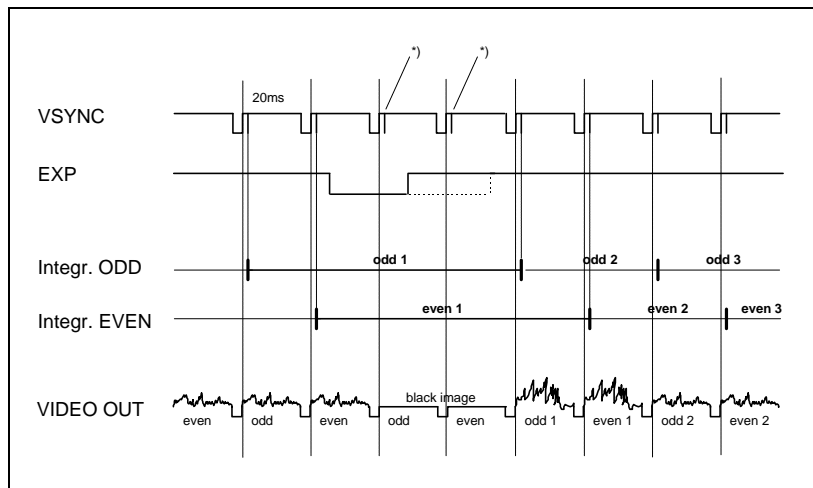 *) *)
20ms
VSYNC
EXP
Integr. ODD odd 1 odd 2 odd 3
Integr. EVEN even 1 even 2 even 3
black image
VIDEO OUT
even odd even odd even odd 1 even 1 odd 2 even 2